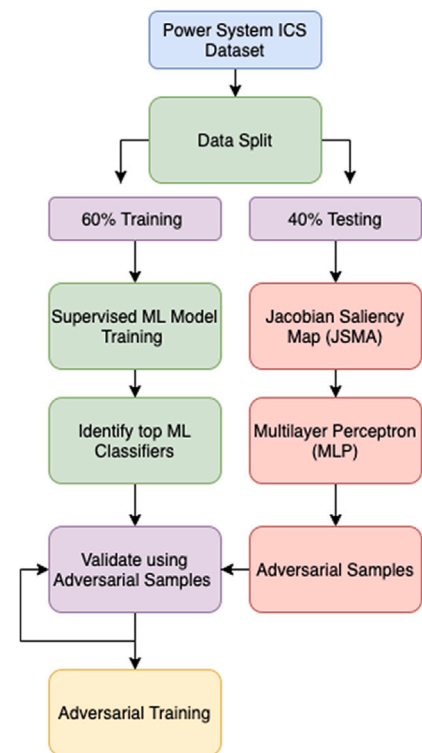 Power System ICS
Dataset
Data Split
60% Training
40% Testing
Supervised ML Model
Training
Jacobian Saliency
Map (JSMA)
Identify top ML
Classifiers
Multilayer Perceptron
(MLP)
Validate using
Adversarial Samples
Adversarial Samples
Adversarial Training